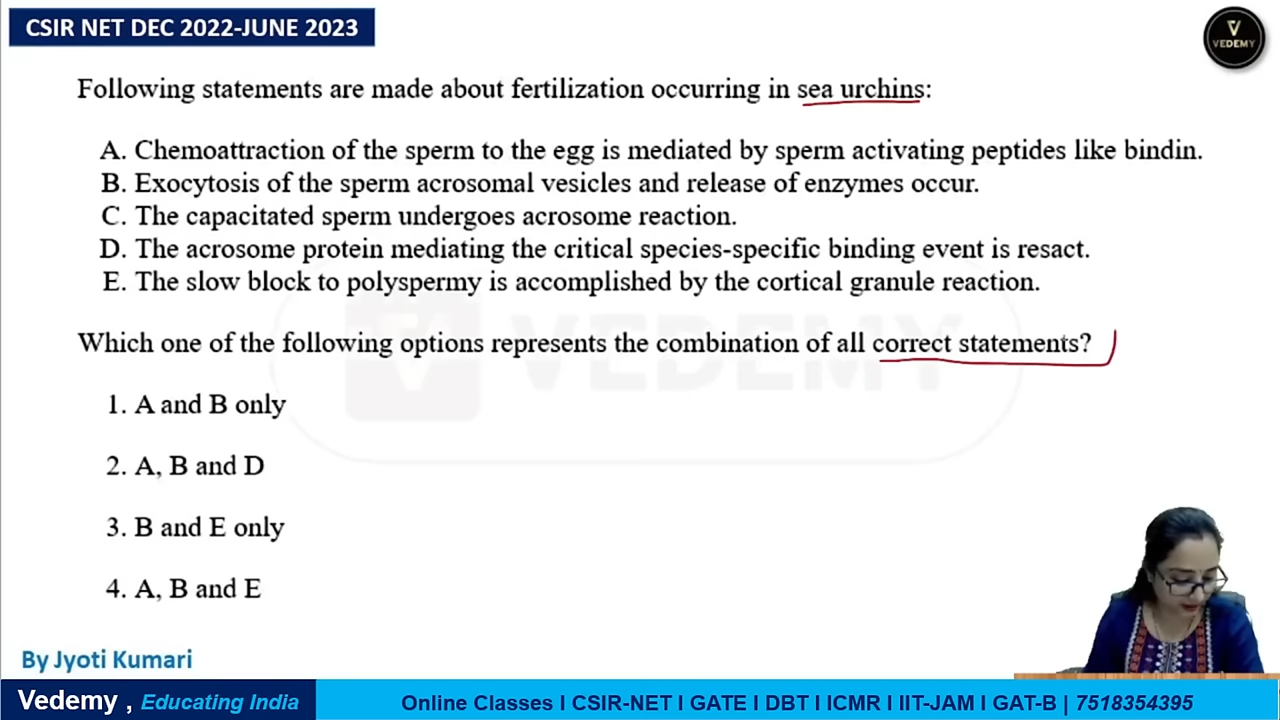 CSIR NET DEC 2022-JUNE 2023
VEDEMY
Following statements are made about fertilization occurring in sea urchins:
A. Chemoattraction of the sperm to the egg is mediated by sperm activating peptides like bindin.
B. Exocytosis of the sperm acrosomal vesicles and release of enzymes occur.
C. The capacitated sperm undergoes acrosome reaction.
D. The acrosome protein mediating the critical species-specific binding event is resact.
E. The slow block to polyspermy is accomplished by the cortical granule reaction.
Which one of the following options represents the combination of all correct statements?
VEDEMY
1. A and B only
2. A, B and D
3. B and E only
4. A, B and E
By Jyoti Kumari
Vedemy , Educating India
Online Classes I CSIR-NET I GATE I DBT I ICMR I IIT-JAM I GAT-B | 7518354395